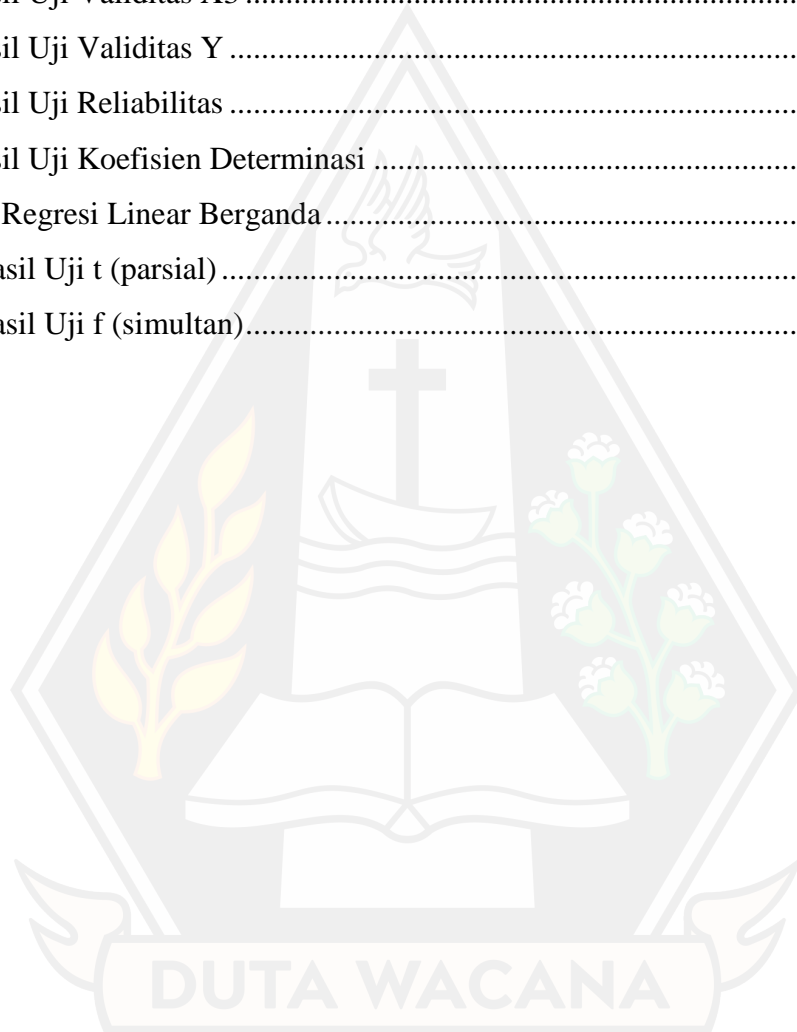 il Uji Validitas X3 ....................................................................
sil Uji Validitas Y .......................................................................
sil Uji Reliabilitas .......................................................................
sil Uji Koefisien Determinasi .....................................................
Regresi Linear Berganda ...........................................................
asil Uji t (parsial) ........................................................................
asil Uji f (simultan).....................................................................
DUTA WACANA